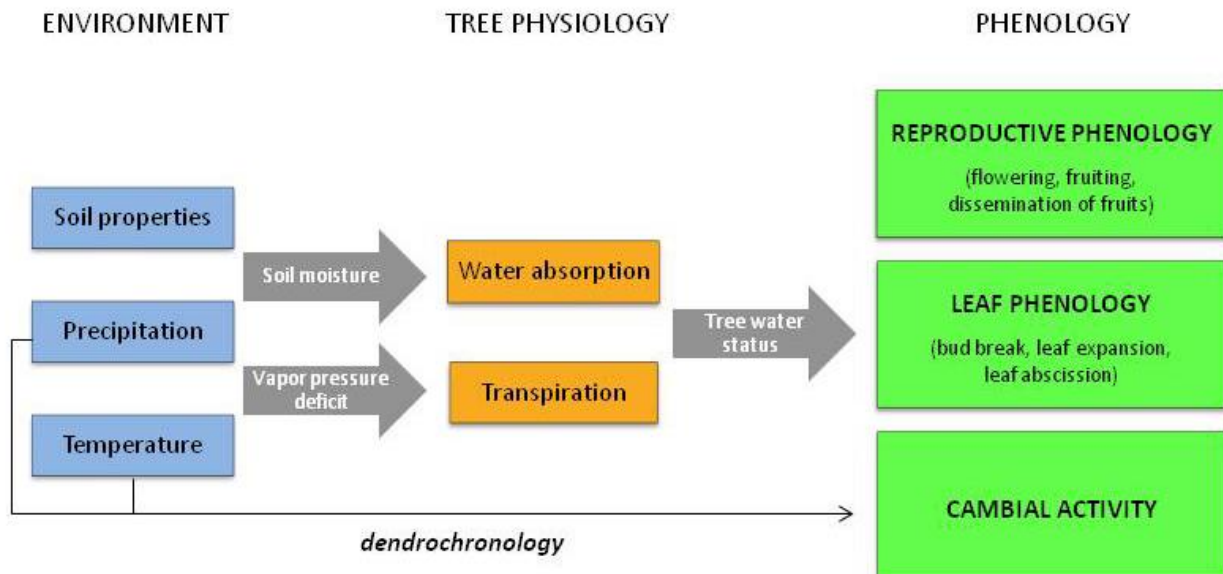 ENVIRONMENT
TREE PHYSIOLOGY
PHENOLOGY
Soil properties
Precipitation
Temperature
Soil moisture
Vapor pressure
deficit
Water absorption
Transpiration
Tree water
status
REPRODUCTIVE PHENOLOGY
(flowering, fruiting,
dissemination of fruits)
LEAF PHENOLOGY
(bud break, leaf expansion,
leaf abscission)
CAMBIAL ACTIVITY
dendrochronology